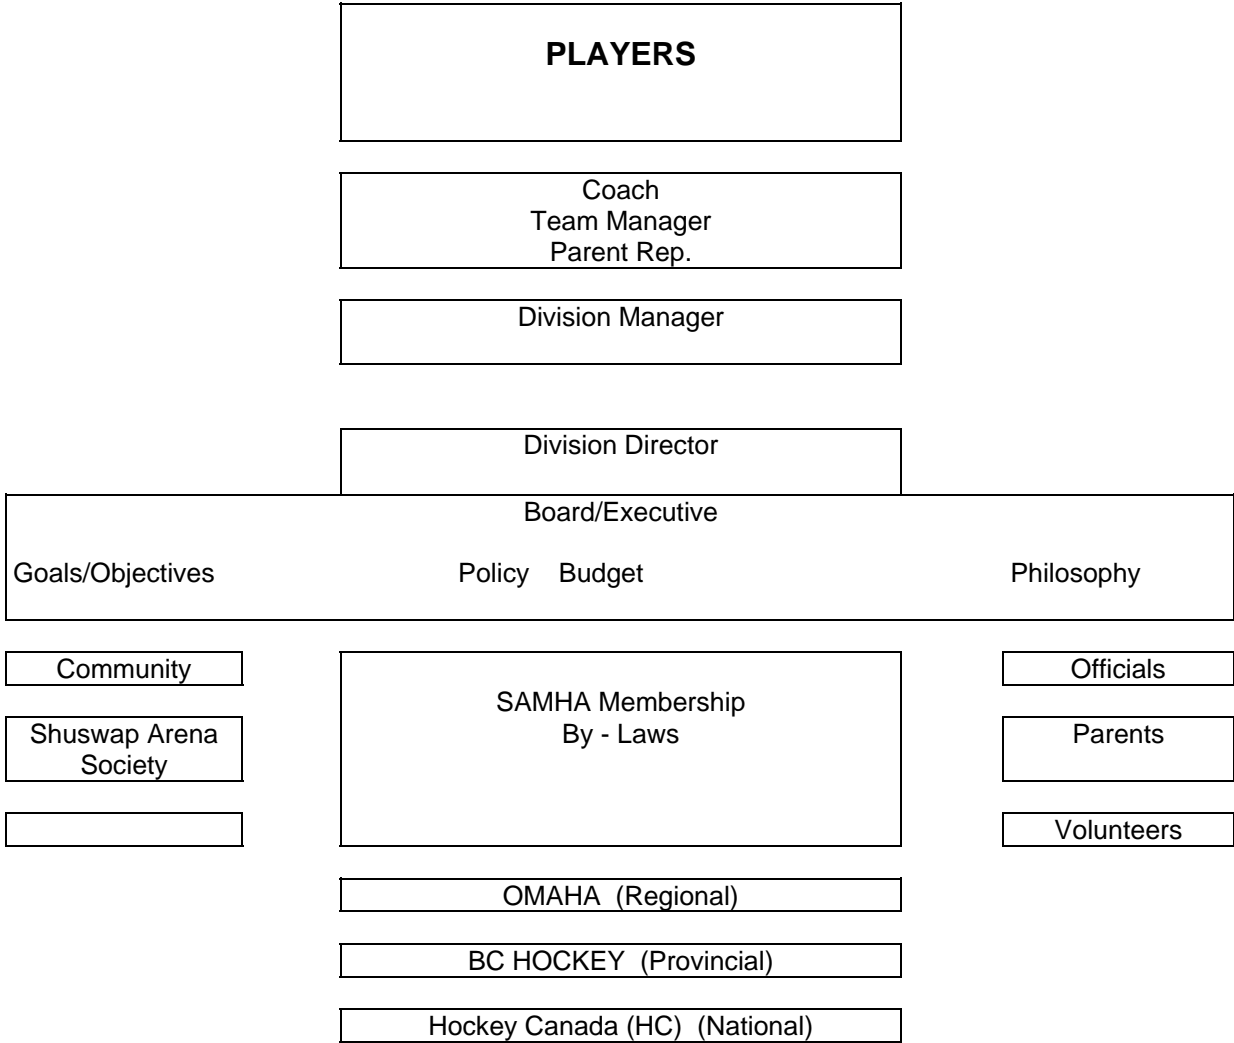 PLAYERS
Coach
Team Manager
Parent Rep.
Division Manager
Division Director
Board/Executive
Goals/Objectives Policy Budget Philosophy
Community
SAMHA Membership
By - Laws
Officials
Shuswap Arena
Society
Parents
Volunteers
OMAHA (Regional)
BC HOCKEY (Provincial)
Hockey Canada (HC) (National)